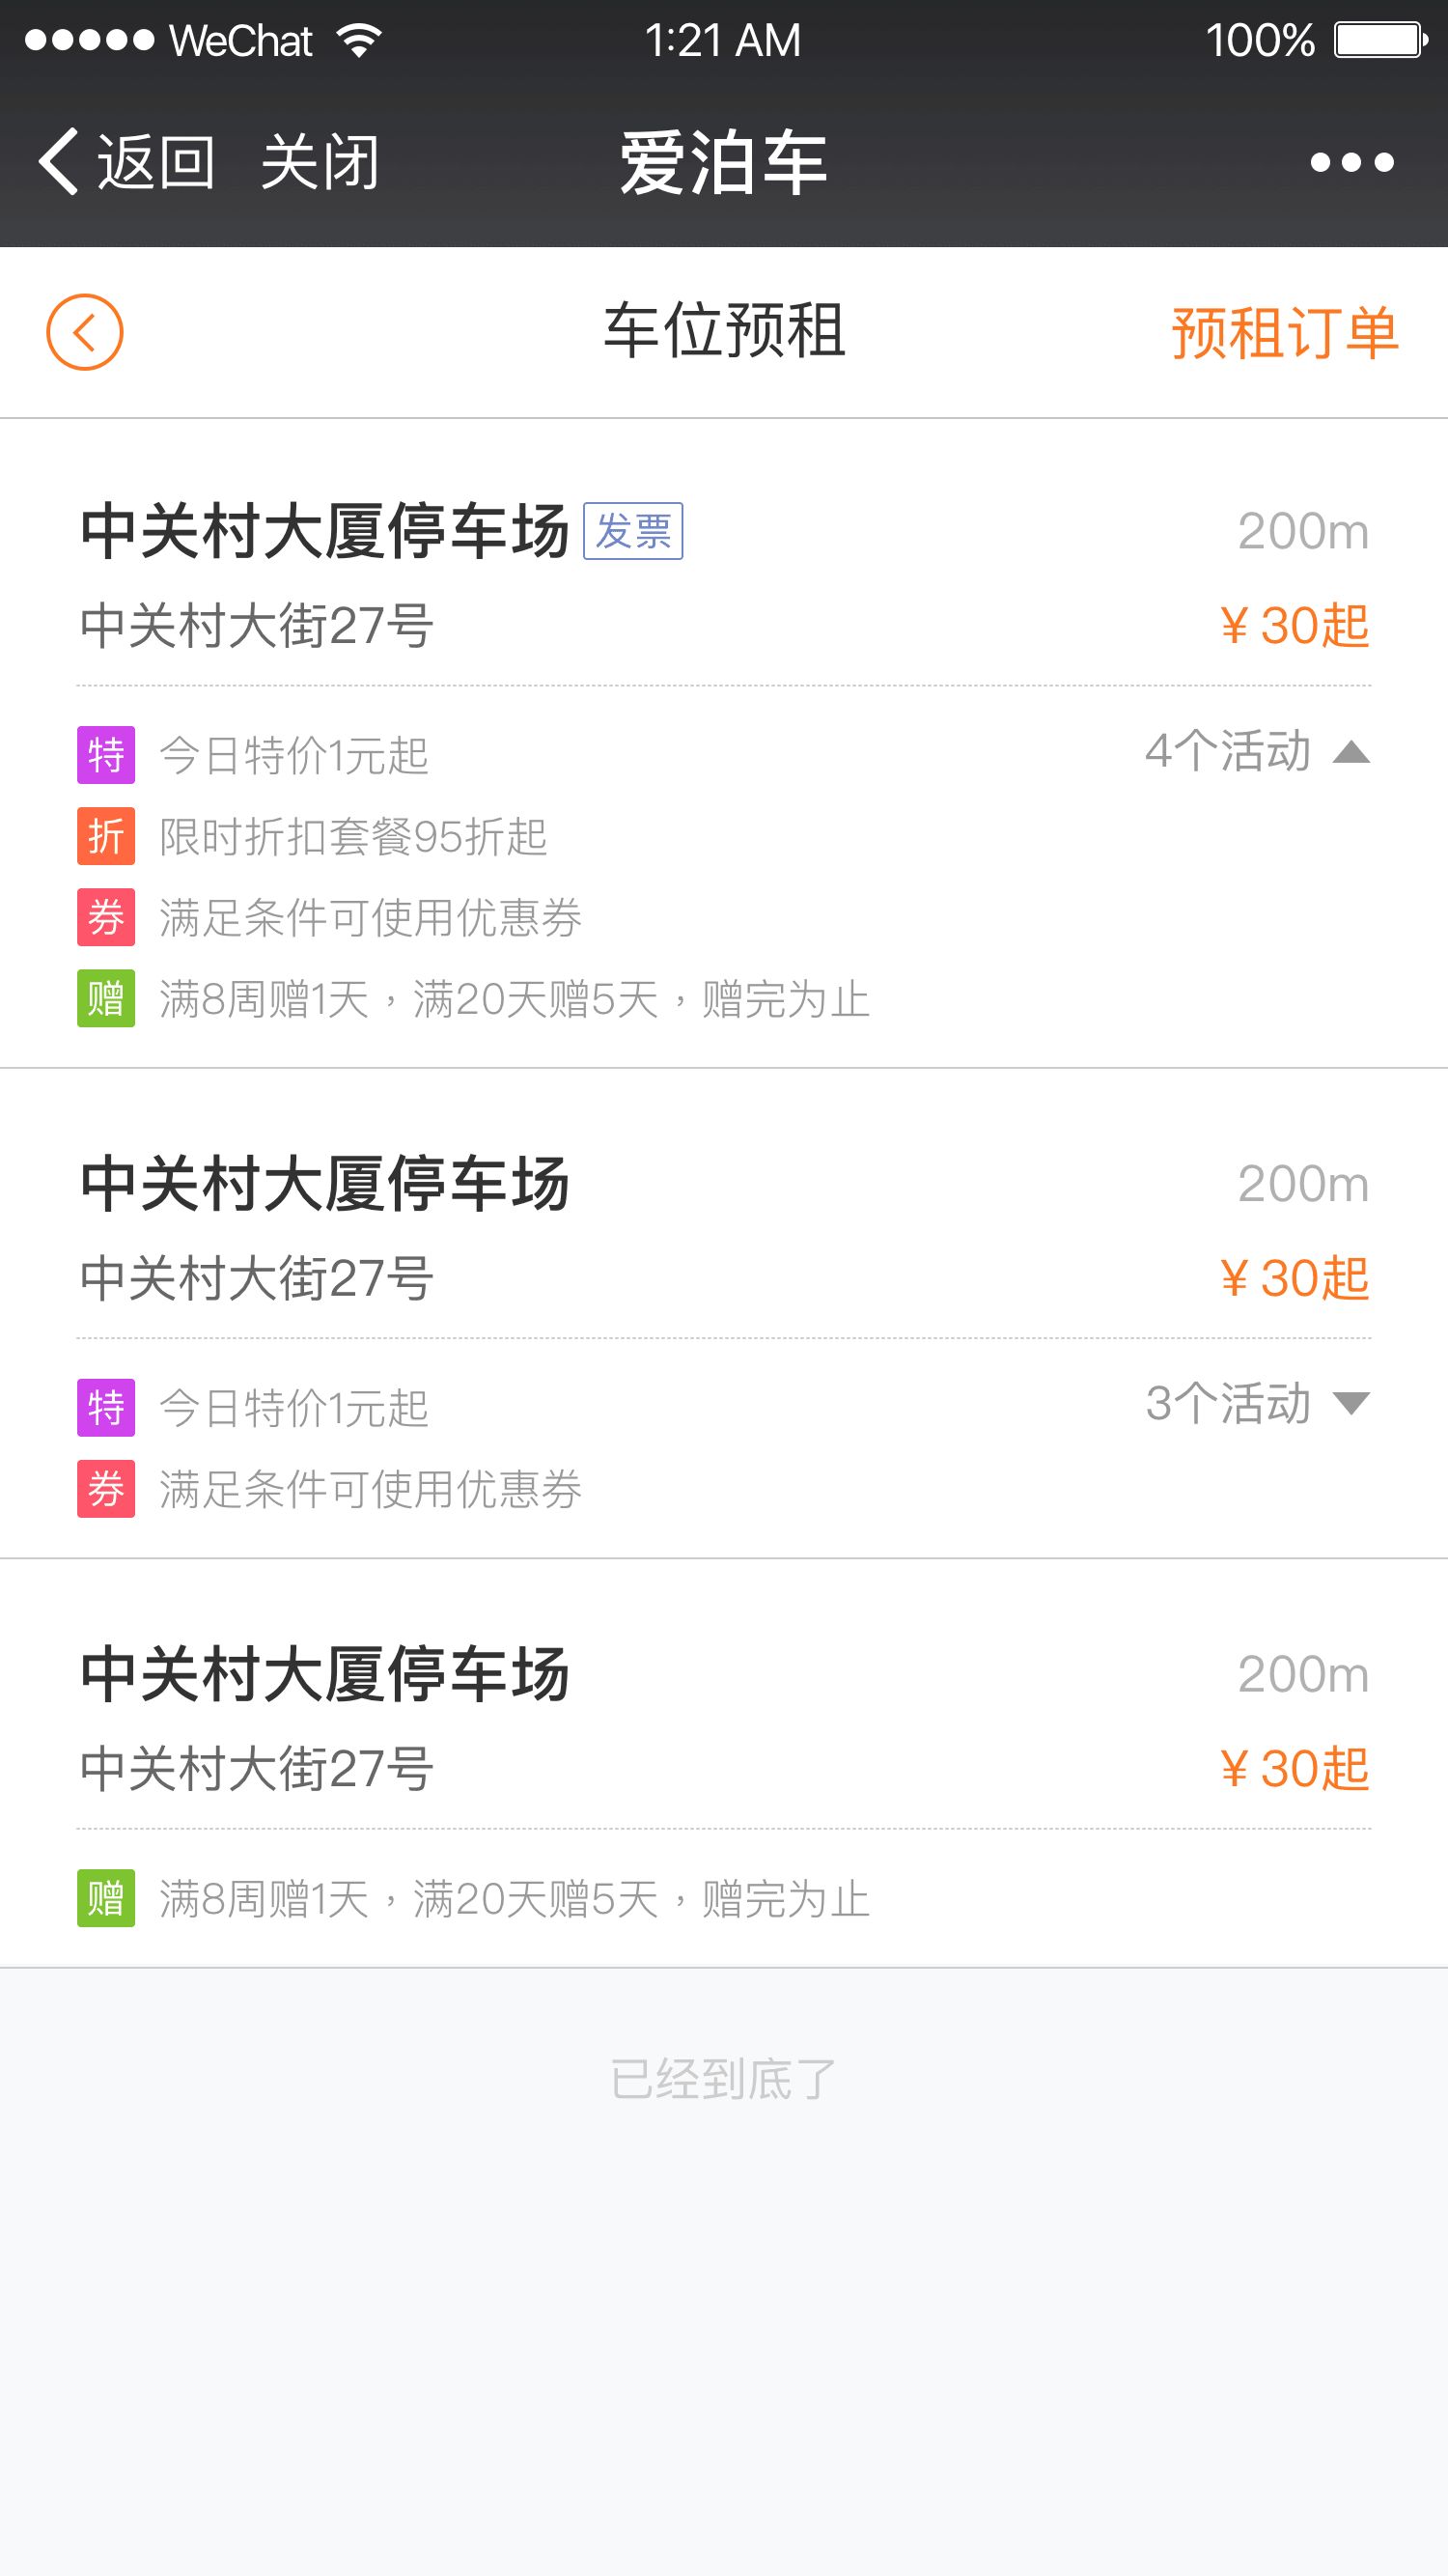 WeChat 1:21 AM 100%
返回 关闭 爱泊车
车位预租 预租订单
中关村大厦停车场 发票 200m
中关村大街27号 ¥30起
特 今日特价1元起 4个活动
折 限时折扣套餐95折起
券 满足条件可使用优惠券
赠 满8周赠1天，满20天赠5天，赠完为止
中关村大厦停车场 200m
中关村大街27号 ¥30起
特 今日特价1元起 3个活动
券 满足条件可使用优惠券
中关村大厦停车场 200m
中关村大街27号 ¥30起
赠 满8周赠1天，满20天赠5天，赠完为止
已经到底了